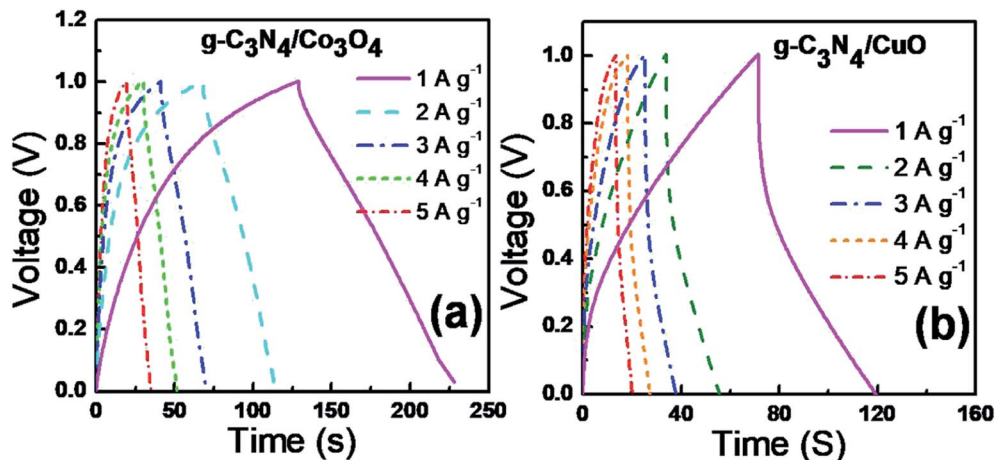 g-C₃N₄/Co₃O₄
1 A g⁻¹
2 A g⁻¹
3 A g⁻¹
4 A g⁻¹
5 A g⁻¹
(a)
Voltage (V)
1.2
1.0
0.8
0.6
0.4
0.2
0.0
0 50 100 150 200 250
Time (s)
g-C₃N₄/CuO
1 A g⁻¹
2 A g⁻¹
3 A g⁻¹
4 A g⁻¹
5 A g⁻¹
(b)
Voltage (V)
1.0
0.8
0.6
0.4
0.2
0.0
0 40 80 120 160
Time (S)